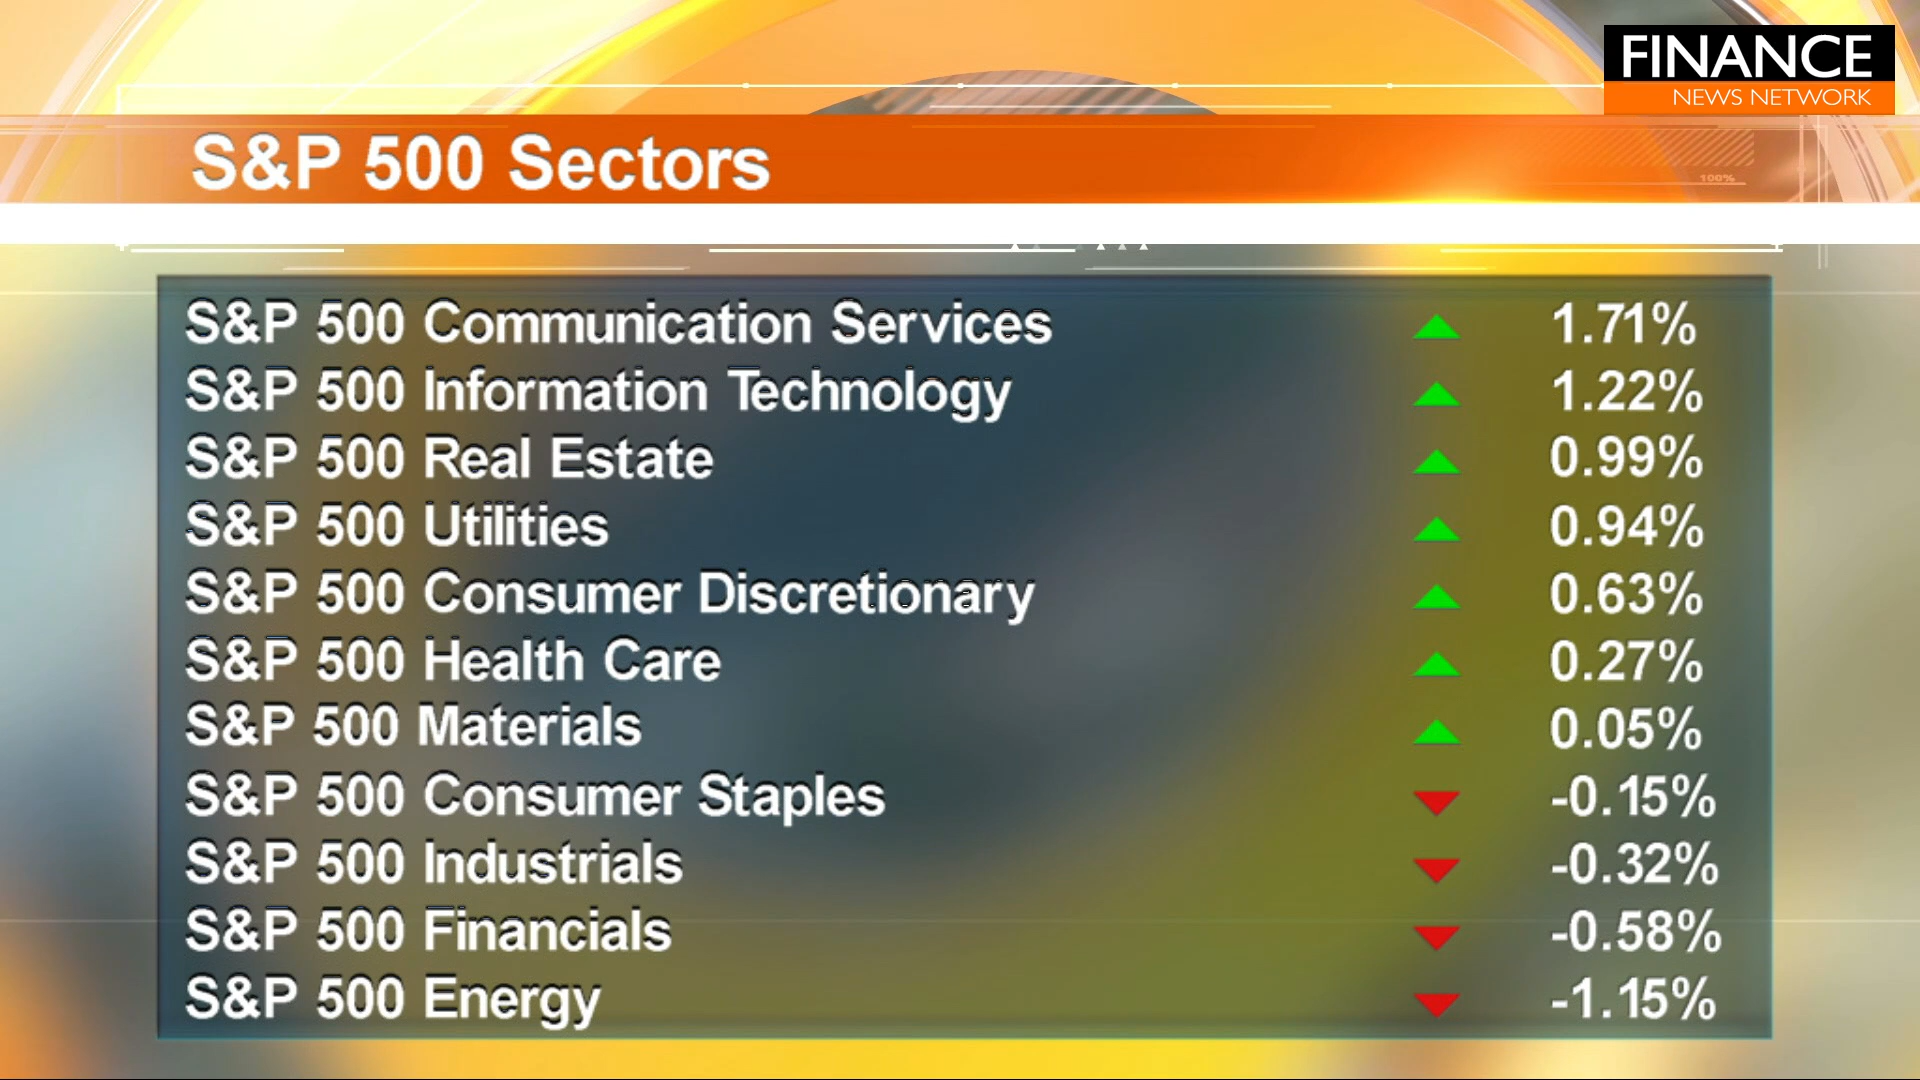 FINANCE
NEWS NETWORK
S&P 500 Sectors
100%
S&P 500 Communication Services 1.71%
S&P 500 Information Technology 1.22%
S&P 500 Real Estate 0.99%
S&P 500 Utilities 0.94%
S&P 500 Consumer Discretionary 0.63%
S&P 500 Health Care 0.27%
S&P 500 Materials 0.05%
S&P 500 Consumer Staples -0.15%
S&P 500 Industrials -0.32%
S&P 500 Financials -0.58%
S&P 500 Energy -1.15%